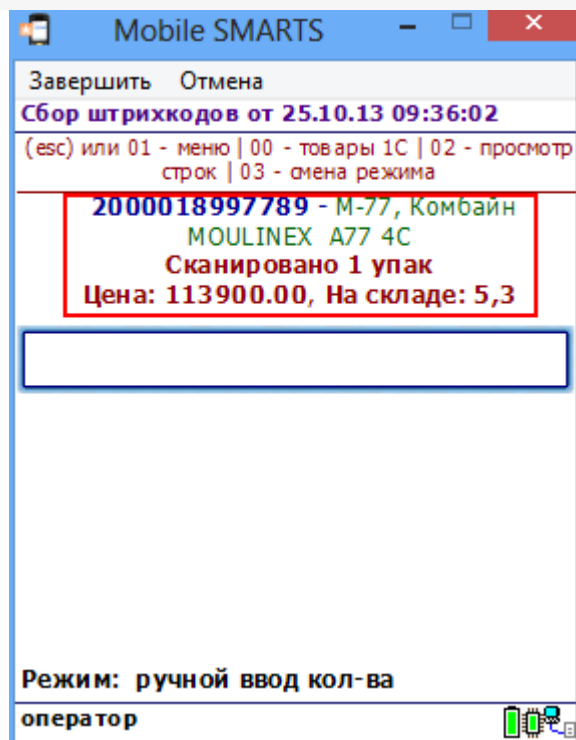 Mobile SMARTS
Завершить Отмена
Сбор штрихкодов от 25.10.13 09:36:02
(esc) или 01 - меню | 00 - товары 1С | 02 - просмотр
строк | 03 - смена режима
2000018997789 - М-77, Комбайн
MOULINEX A77 4C
Сканировано 1 упак
Цена: 113900.00, На складе: 5,3
Режим: ручной ввод кол-ва
оператор